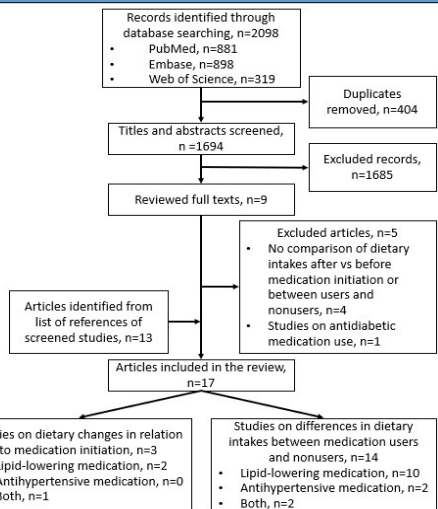 Records identified through
database searching, n=2098
• PubMed, n=881
• Embase, n=898
• Web of Science, n=319
Duplicates
removed, n=404
Titles and abstracts screened,
n =1694
Excluded records,
n=1685
Reviewed full texts, n=9
Excluded articles, n=5
• No comparison of dietary
intakes after vs before
medication initiation or
between users and
nonusers, n=4
• Studies on antidiabetic
medication use, n=1
Articles identified from
list of references of
screened studies, n=13
Articles included in the review,
n=17
ies on dietary changes in relation
to medication initiation, n=3
Lipid-lowering medication, n=2
Antihypertensive medication, n=0
Both, n=1
Studies on differences in dietary
intakes between medication users
and nonusers, n=14
• Lipid-lowering medication, n=10
• Antihypertensive medication, n=2
• Both, n=2